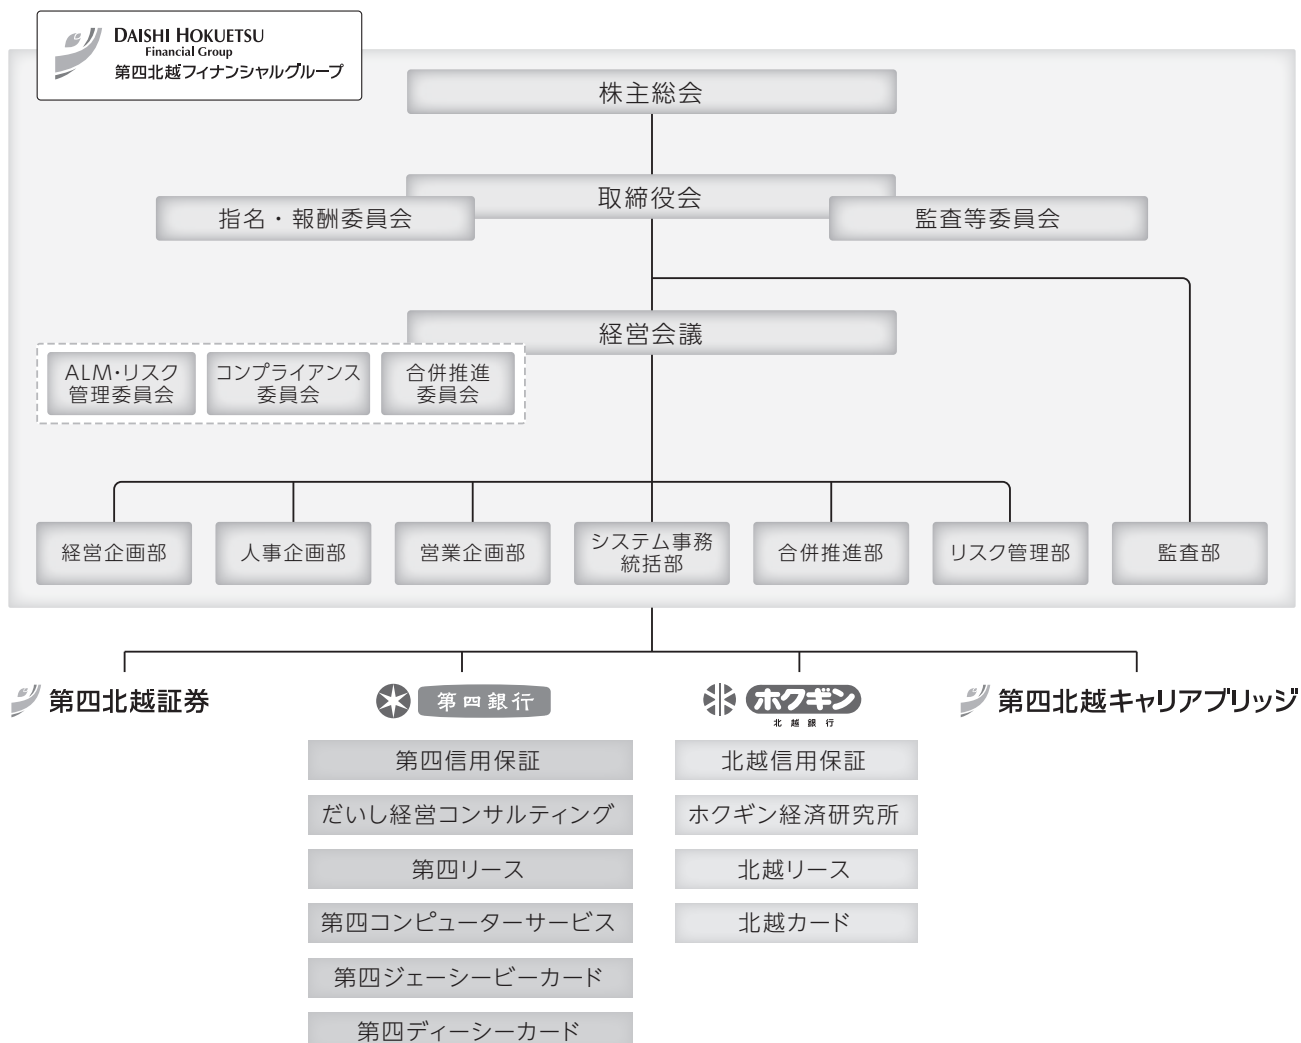 DAISHI HOKUETSU
Financial Group
第四北越フィナンシャルグループ
株主総会
取締役会
指名・報酬委員会
監査等委員会
経営会議
ALM・リスク
管理委員会
コンプライアンス
委員会
合併推進
委員会
経営企画部
人事企画部
営業企画部
システム事務
統括部
合併推進部
リスク管理部
監査部
第四北越証券
第四銀行
ホクギン
北越銀行
第四北越キャリアブリッジ
第四信用保証
だいし経営コンサルティング
第四リース
第四コンピューターサービス
第四ジェーシービーカード
第四ディーシーカード
北越信用保証
ホクギン経済研究所
北越リース
北越カード